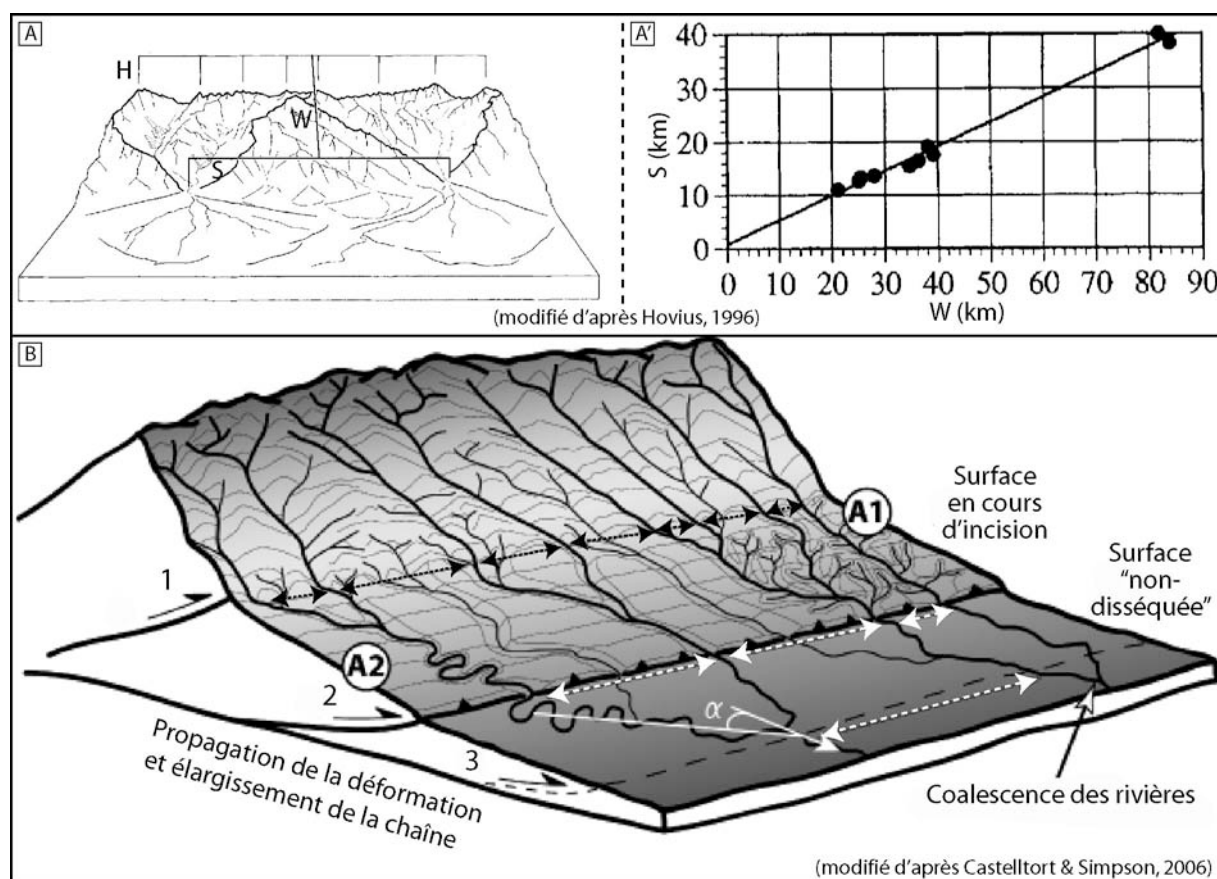 A
H
W
S
A'
40
30
20
10
0
S (km)
0 10 20 30 40 50 60 70 80 90
W (km)
(modifié d'après Hovius, 1996)
B
A1
Surface
en cours
d'incision
Surface
"non-
disséquée"
1
A2
2
α
3
Propagation de la déformation
et élargissement de la chaîne
Coalescence des rivières
(modifié d'après Castelltort & Simpson, 2006)